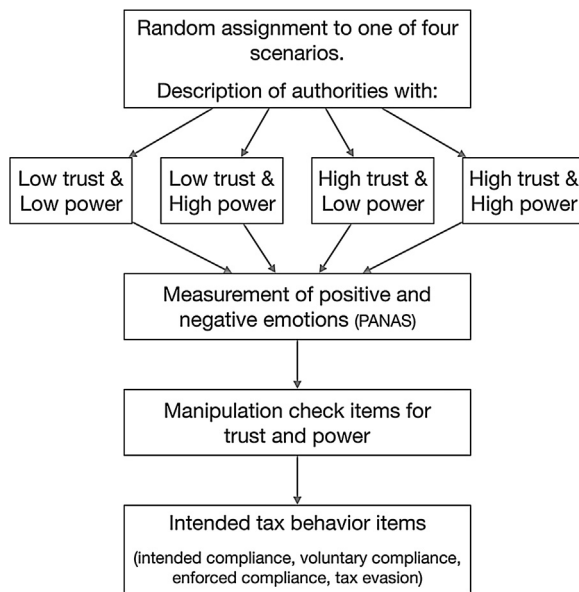 Random assignment to one of four
scenarios.
Description of authorities with:
Low trust &
Low power
Low trust &
High power
High trust &
Low power
High trust &
High power
Measurement of positive and
negative emotions (PANAS)
Manipulation check items for
trust and power
Intended tax behavior items
(intended compliance, voluntary compliance,
enforced compliance, tax evasion)